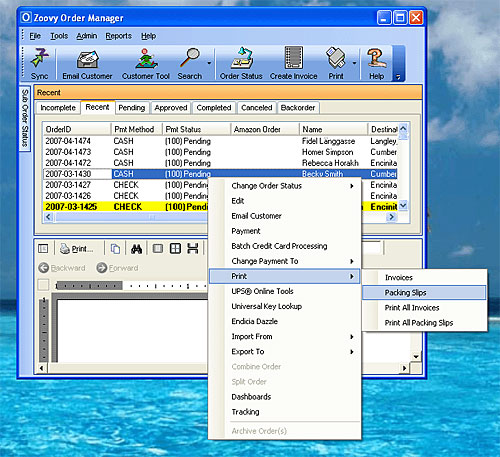 Zoovy Order Manager
File Tools Admin Reports Help
Sync Email Customer Customer Tool Search Order Status Create Invoice Print Help
Sub Order Status
Recent
Incomplete Recent Pending Approved Completed Canceled Backorder
OrderID Pmt Method Pmt Status Amazon Order Name Destinat
2007-04-1474 CASH (100) Pending Fidel Langgasse Langley,
2007-04-1473 CASH (100) Pending Homer Simpson Cumber
2007-04-1472 CASH (100) Pending Rebecca Horakh Encinita
2007-03-1430 CASH (100) Pending Becky Smith Cumber
2007-03-1427 CHECK (100) Pending Encinita
2007-03-1426 CHECK (100) Pending Encinita
2007-03-1425 CHECK (100) Pending Encinit
Print...
Backward Forward
1
Change Order Status
Edit
Email Customer
Payment
Batch Credit Card Processing
Change Payment To
Print
UPS® Online Tools
Universal Key Lookup
Endicia Dazzle
Import From
Export To
Combine Order
Split Order
Dashboards
Tracking
Archive Order(s)
Invoices
Packing Slips
Print All Invoices
Print All Packing Slips